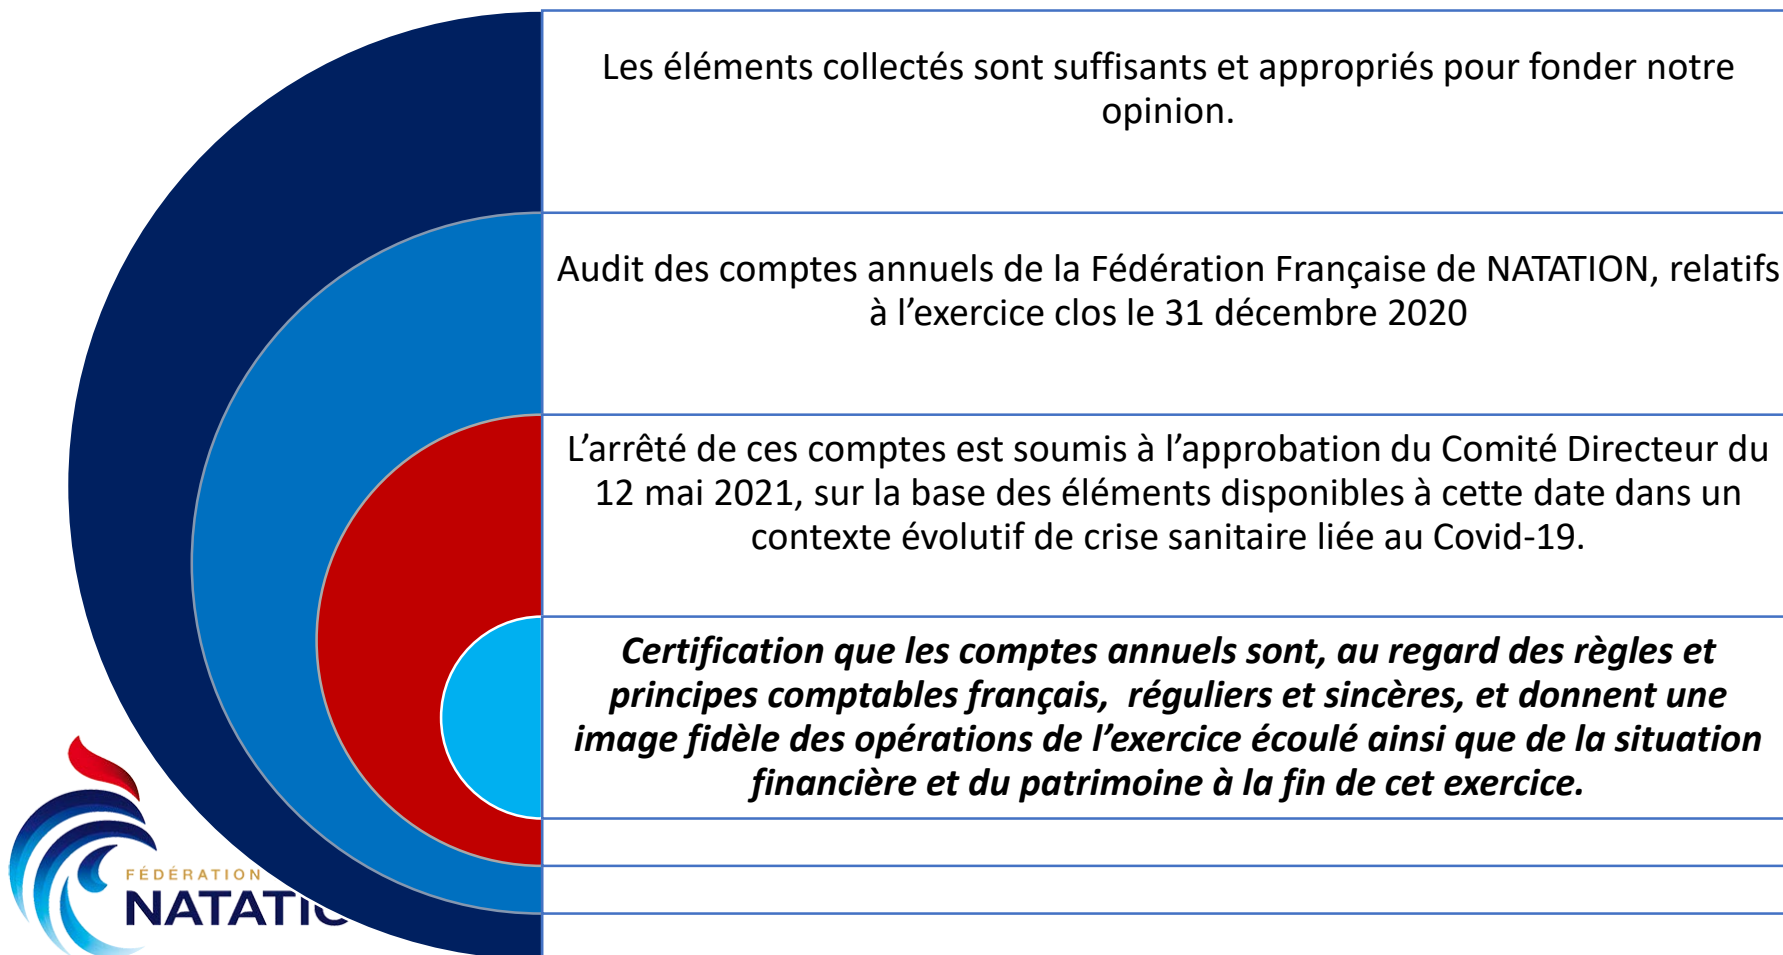 Les éléments collectés sont suffisants et appropriés pour fonder notre
opinion.
Audit des comptes annuels de la Fédération Française de NATATION, relatifs
à l’exercice clos le 31 décembre 2020
L’arrêté de ces comptes est soumis à l’approbation du Comité Directeur du
12 mai 2021, sur la base des éléments disponibles à cette date dans un
contexte évolutif de crise sanitaire liée au Covid-19.
Certification que les comptes annuels sont, au regard des règles et
principes comptables français, réguliers et sincères, et donnent une
image fidèle des opérations de l’exercice écoulé ainsi que de la situation
financière et du patrimoine à la fin de cet exercice.
FÉDÉRATION